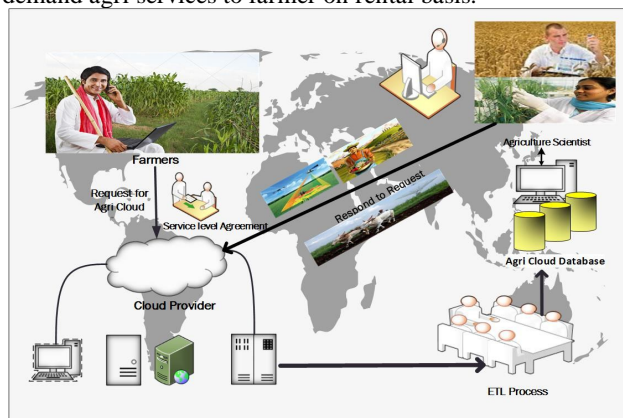 demand agri services to farmer on rental basis.
Farmers
Agriculture Scientist
Request for
Agri Cloud
Service level Agreement
Respond to Request
Cloud Provider
Agri Cloud Database
ETL Process